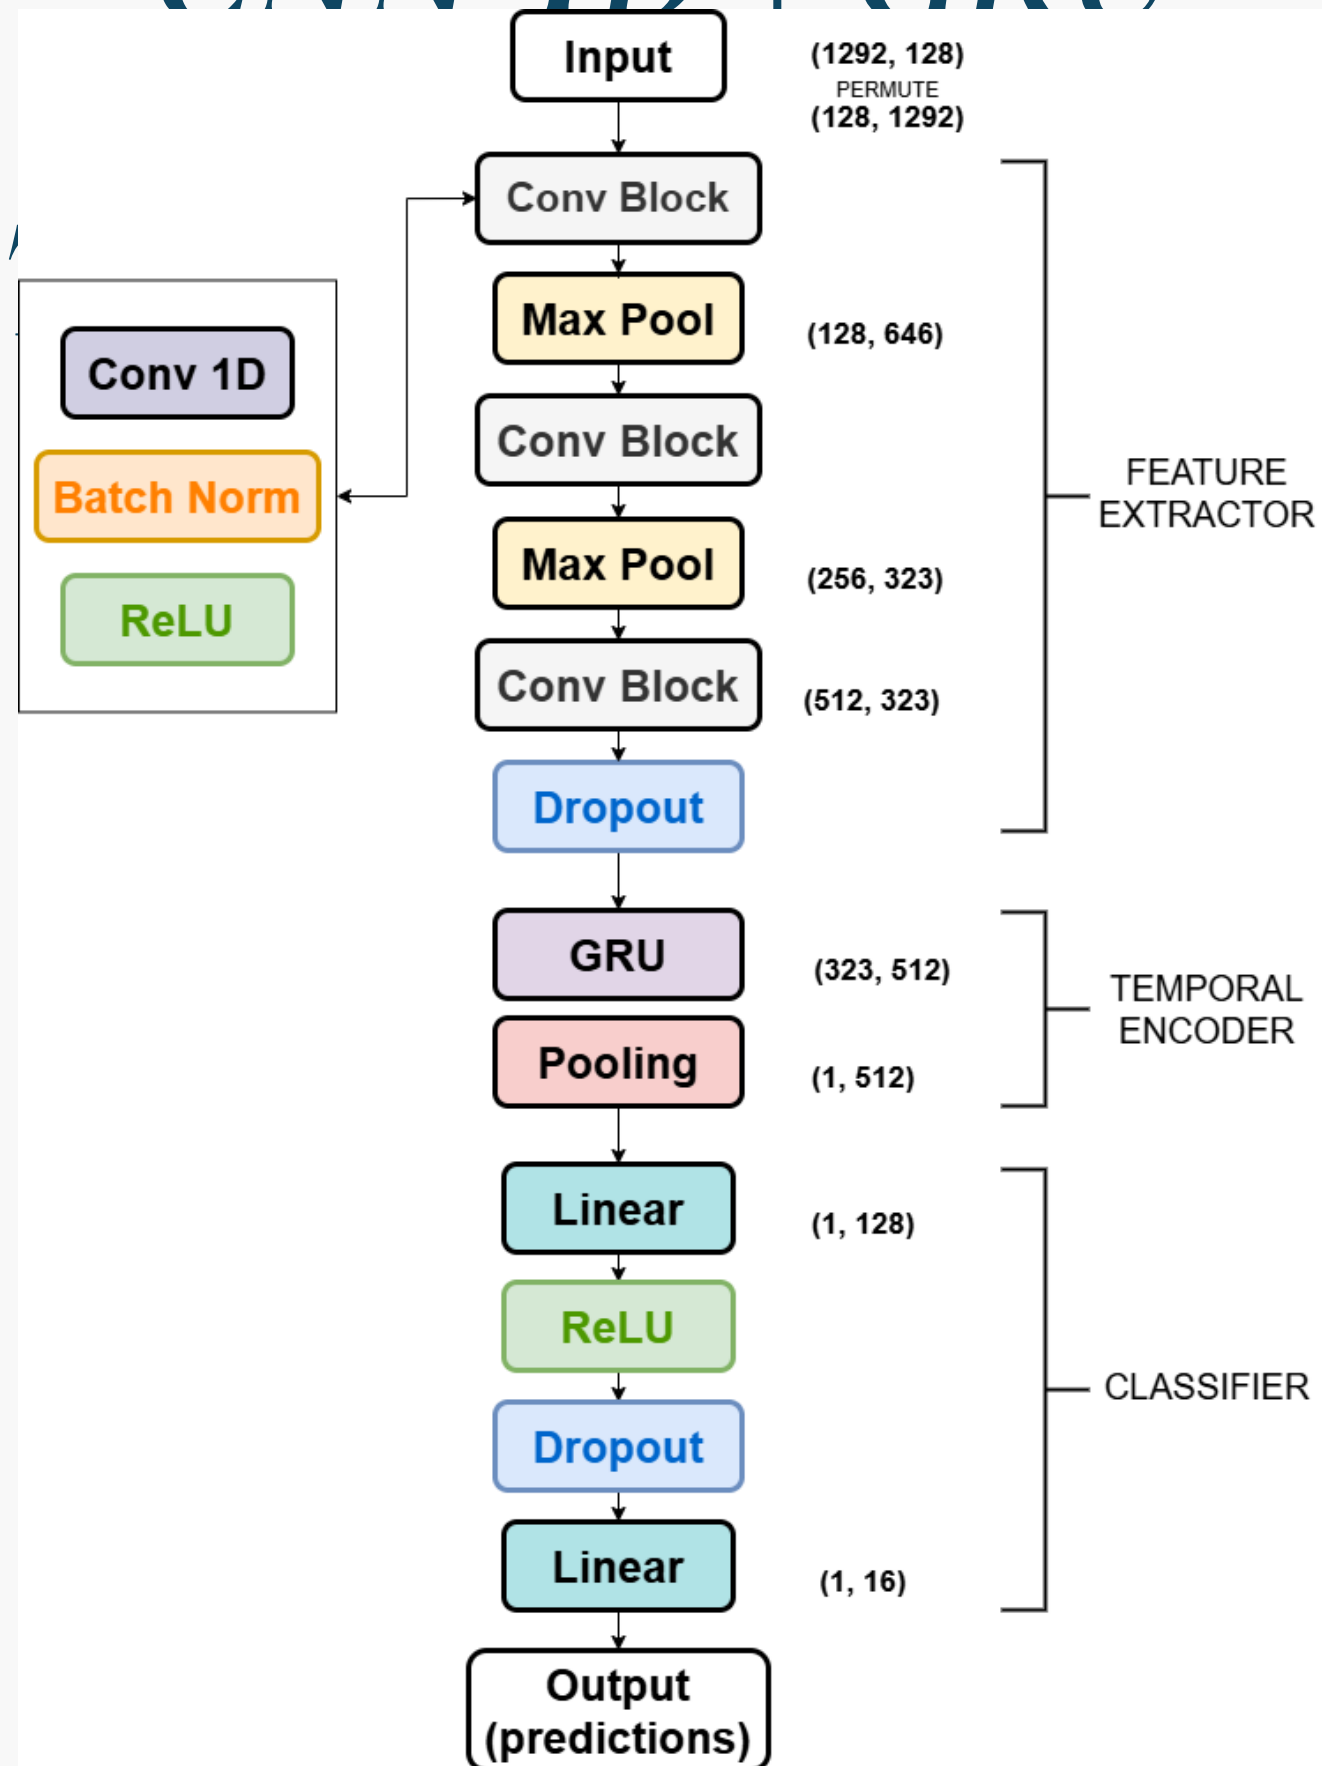 Input
(1292, 128)
PERMUTE
(128, 1292)
Conv Block
Max Pool
(128, 646)
Conv 1D
Batch Norm
ReLU
Conv Block
Max Pool
(256, 323)
Conv Block
(512, 323)
Dropout
FEATURE
EXTRACTOR
GRU
(323, 512)
Pooling
(1, 512)
TEMPORAL
ENCODER
Linear
(1, 128)
ReLU
Dropout
Linear
(1, 16)
CLASSIFIER
Output
(predictions)